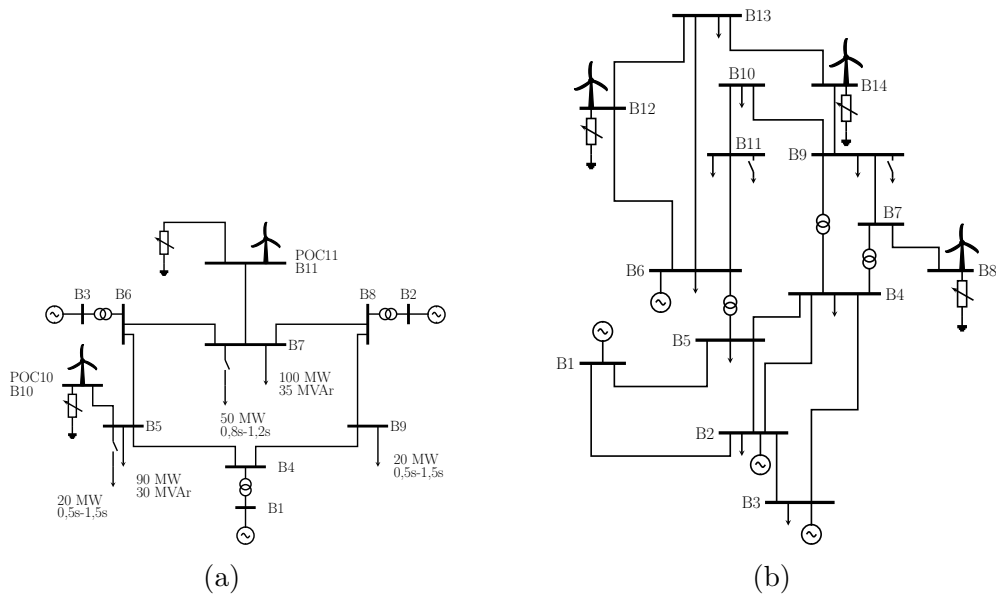 POC11
B11
B3
B6
B8
B2
B7
POC10
B10
100 MW
35 MVAr
50 MW
0,8s-1,2s
B5
B9
90 MW
30 MVAr
20 MW
0,5s-1,5s
B4
20 MW
0,5s-1,5s
B1
(a)
B13
B10
B14
B12
B11
B9
B7
B6
B8
B4
B5
B1
B2
B3
(b)